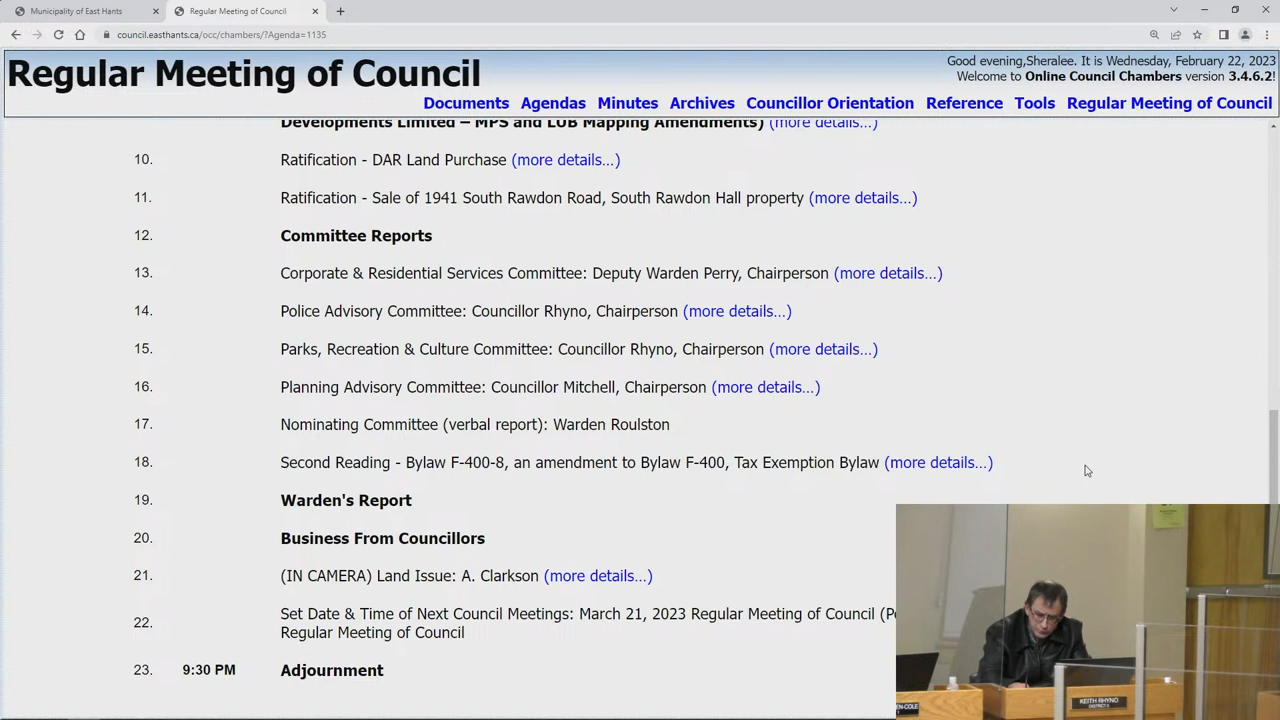 Municipality of East Hants
Regular Meeting of Council
council.easthants.ca/occ/chambers/?Agenda=1135
Regular Meeting of Council
Good evening,Sheralee. It is Wednesday, February 22, 2023
Welcome to Online Council Chambers version 3.4.6.2!
Documents Agendas Minutes Archives Councillor Orientation Reference Tools Regular Meeting of Council
Developments Limited – MPS and LUB Mapping Amendments) (more details...)
10. Ratification - DAR Land Purchase (more details...)
11. Ratification - Sale of 1941 South Rawdon Road, South Rawdon Hall property (more details...)
12. Committee Reports
13. Corporate & Residential Services Committee: Deputy Warden Perry, Chairperson (more details...)
14. Police Advisory Committee: Councillor Rhyno, Chairperson (more details...)
15. Parks, Recreation & Culture Committee: Councillor Rhyno, Chairperson (more details...)
16. Planning Advisory Committee: Councillor Mitchell, Chairperson (more details...)
17. Nominating Committee (verbal report): Warden Roulston
18. Second Reading - Bylaw F-400-8, an amendment to Bylaw F-400, Tax Exemption Bylaw (more details...)
19. Warden's Report
20. Business From Councillors
21. (IN CAMERA) Land Issue: A. Clarkson (more details...)
22. Set Date & Time of Next Council Meetings: March 21, 2023 Regular Meeting of Council
Regular Meeting of Council
23. 9:30 PM Adjournment
EN-COLE
KEITH RHYNO